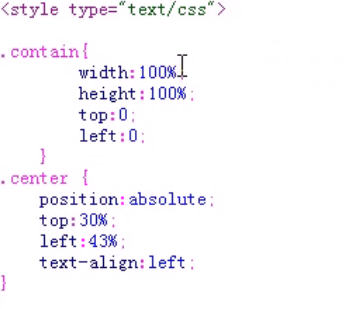 <style type="text/css">
.contain{
width:100%;
height:100%;
top:0;
left:0;
}
.center {
position:absolute;
top:30%;
left:43%;
text-align:left;
}